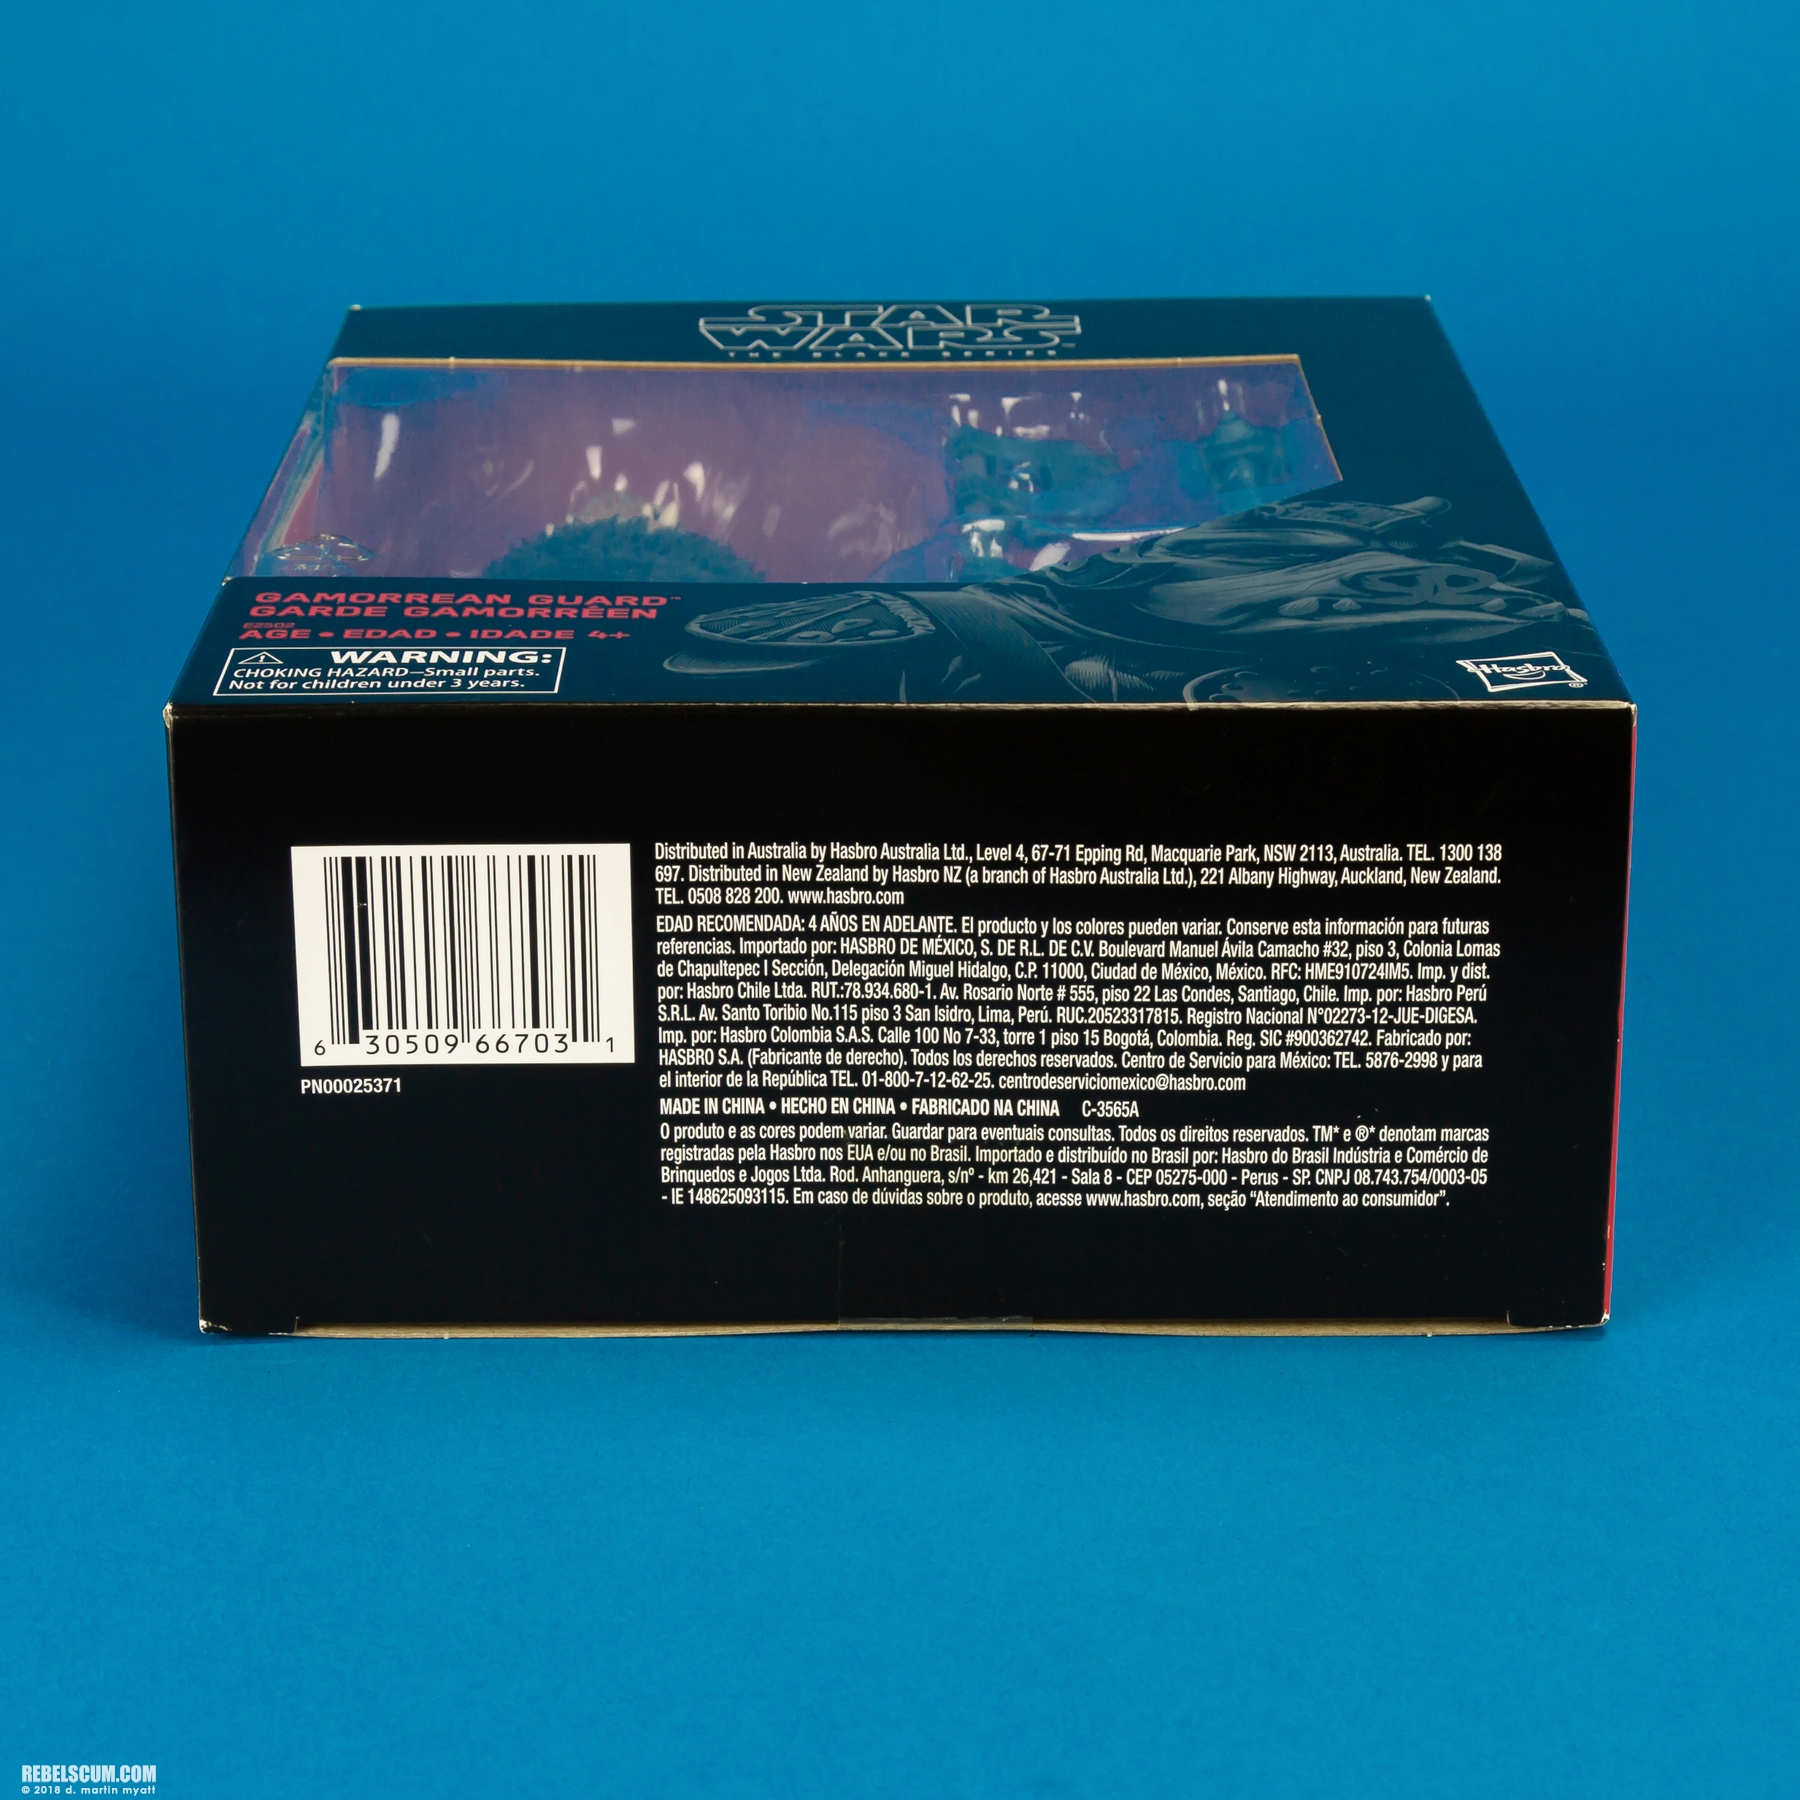 STAR
WARS
THE BLACK SERIES
GAMORREAN GUARD™
GARDE GAMORRÉEN
E2502
AGE • EDAD • IDADE 4+
WARNING:
CHOKING HAZARD—Small parts.
Not for children under 3 years.
Hasbro®
6 30509 66703 1
PN00025371
Distributed in Australia by Hasbro Australia Ltd., Level 4, 67-71 Epping Rd, Macquarie Park, NSW 2113, Australia. TEL. 1300 138
697. Distributed in New Zealand by Hasbro NZ (a branch of Hasbro Australia Ltd.), 221 Albany Highway, Auckland, New Zealand.
TEL. 0508 828 200. www.hasbro.com
EDAD RECOMENDADA: 4 AÑOS EN ADELANTE. El producto y los colores pueden variar. Conserve esta información para futuras
referencias. Importado por: HASBRO DE MÉXICO, S. DE R.L. DE C.V. Boulevard Manuel Ávila Camacho #32, piso 3, Colonia Lomas
de Chapultepec I Sección, Delegación Miguel Hidalgo, C.P. 11000, Ciudad de México, México. RFC: HME910724IM5. Imp. y dist.
por: Hasbro Chile Ltda. RUT.:78.934.680-1. Av. Rosario Norte # 555, piso 22 Las Condes, Santiago, Chile. Imp. por: Hasbro Perú
S.R.L. Av. Santo Toribio No.115 piso 3 San Isidro, Lima, Perú. RUC.20523317815. Registro Nacional N°02273-12-JUE-DIGESA.
Imp. por: Hasbro Colombia S.A.S. Calle 100 No 7-33, torre 1 piso 15 Bogotá, Colombia. Reg. SIC #900362742. Fabricado por:
HASBRO S.A. (Fabricante de derecho). Todos los derechos reservados. Centro de Servicio para México: TEL. 5876-2998 y para
el interior de la República TEL. 01-800-7-12-62-25. centrodeserviciomexico@hasbro.com
MADE IN CHINA • HECHO EN CHINA • FABRICADO NA CHINA C-3565A
O produto e as cores podem variar. Guardar para eventuais consultas. Todos os direitos reservados. TM* e ®* denotam marcas
registradas pela Hasbro nos EUA e/ou no Brasil. Importado e distribuído no Brasil por: Hasbro do Brasil Indústria e Comércio de
Brinquedos e Jogos Ltda. Rod. Anhanguera, s/nº - km 26,421 - Sala 8 - CEP 05275-000 - Perus - SP. CNPJ 08.743.754/0003-05
- IE 148625093115. Em caso de dúvidas sobre o produto, acesse www.hasbro.com, seção “Atendimento ao consumidor”.
REBELSCUM.COM
© 2018 d. martin myatt